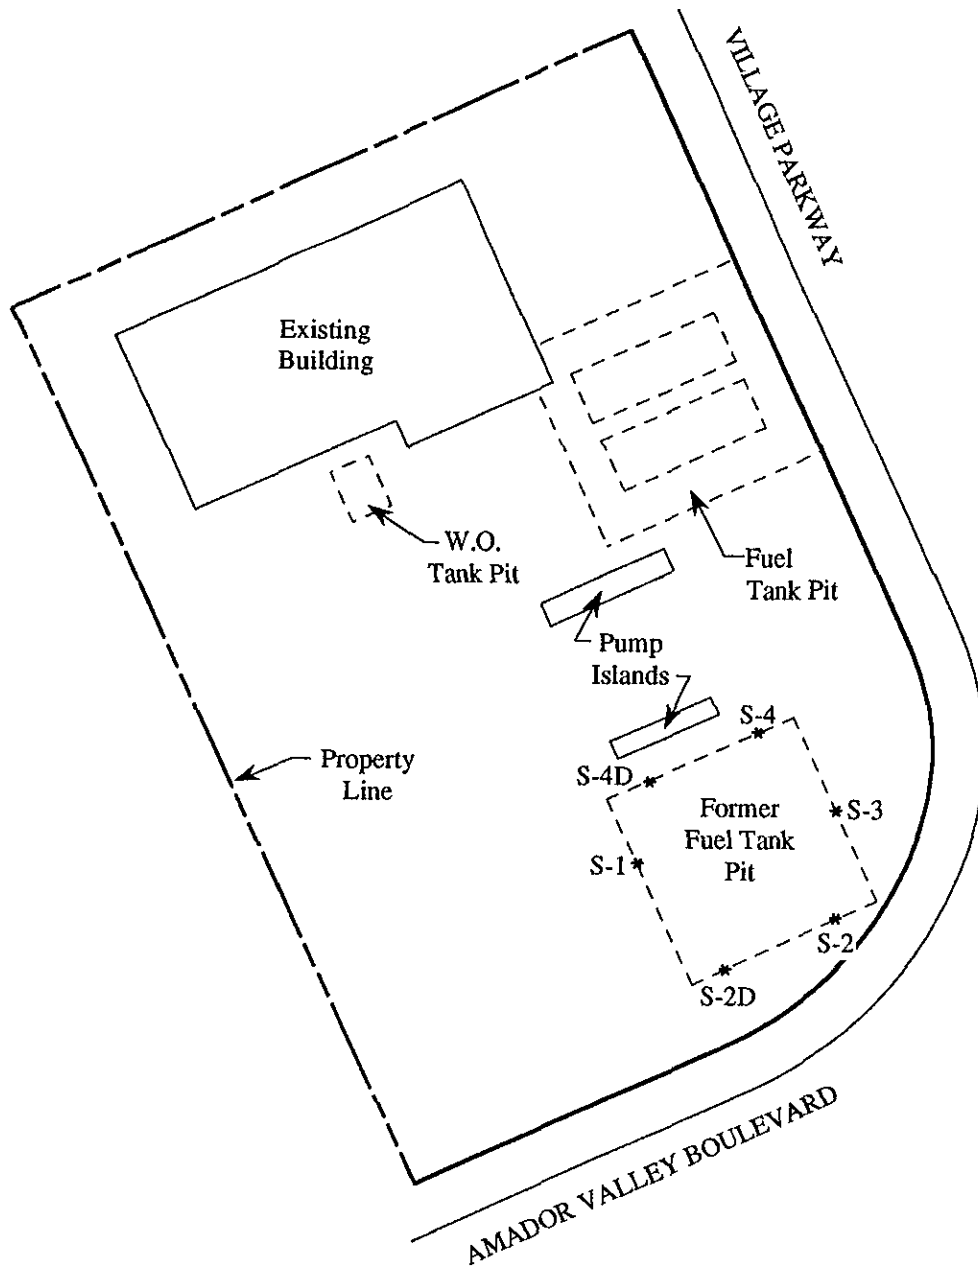 VILLAGE PARKWAY
Existing
Building
W.O.
Tank Pit
Fuel
Tank Pit
Pump
Islands
S-4
Property
Line
S-4D
Former
Fuel Tank
Pit
S-3
S-1
S-2
S-2D
AMADOR VALLEY BOULEVARD